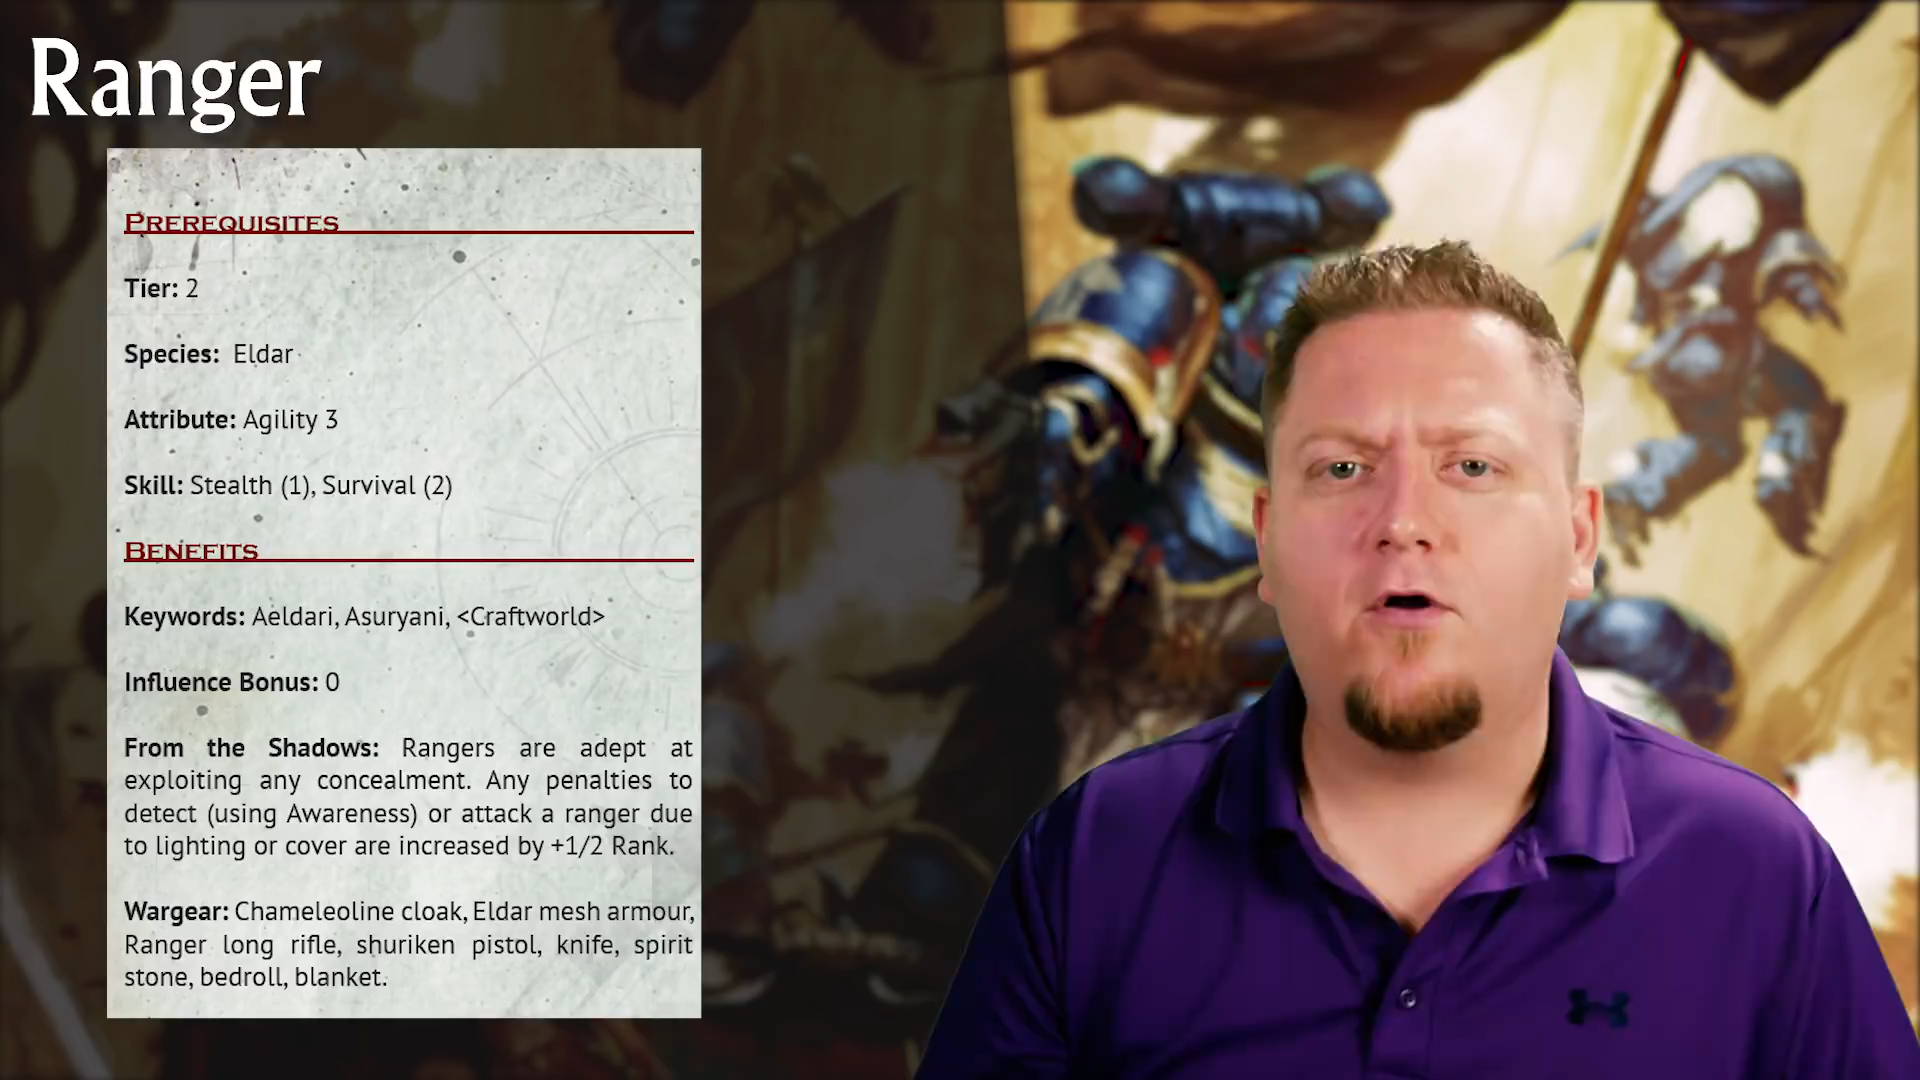 Ranger
PREREQUISITES
Tier: 2
Species: Eldar
Attribute: Agility 3
Skill: Stealth (1), Survival (2)
BENEFITS
Keywords: Aeldari, Asuryani, <Craftworld>
Influence Bonus: 0
From the Shadows: Rangers are adept at
exploiting any concealment. Any penalties to
detect (using Awareness) or attack a ranger due
to lighting or cover are increased by +1/2 Rank.
Wargear: Chameleoline cloak, Eldar mesh armour,
Ranger long rifle, shuriken pistol, knife, spirit
stone, bedroll, blanket.